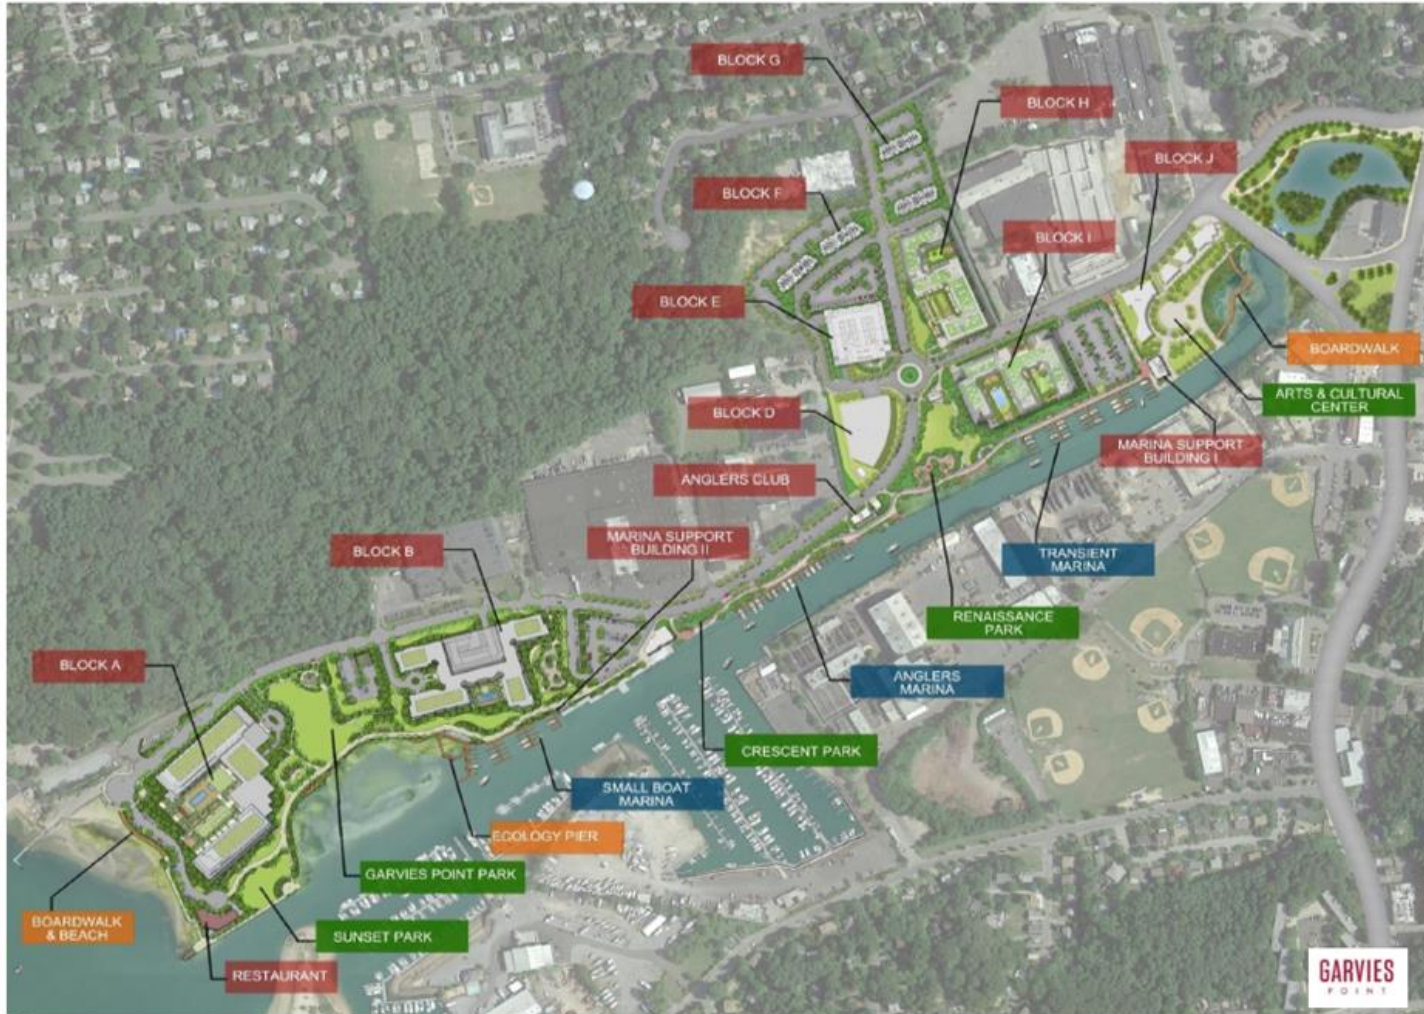 BLOCK G
BLOCK H
BLOCK J
BLOCK F
BLOCK I
BLOCK E
BOARDWALK
ARTS & CULTURAL
CENTER
BLOCK D
MARINA SUPPORT
BUILDING I
ANGLERS CLUB
MARINA SUPPORT
BUILDING II
BLOCK B
TRANSIENT
MARINA
RENAISSANCE
PARK
BLOCK A
ANGLERS
MARINA
CRESCENT PARK
SMALL BOAT
MARINA
ECOLOGY PIER
GARVIES POINT PARK
BOARDWALK
& BEACH
SUNSET PARK
RESTAURANT
GARVIES
POINT